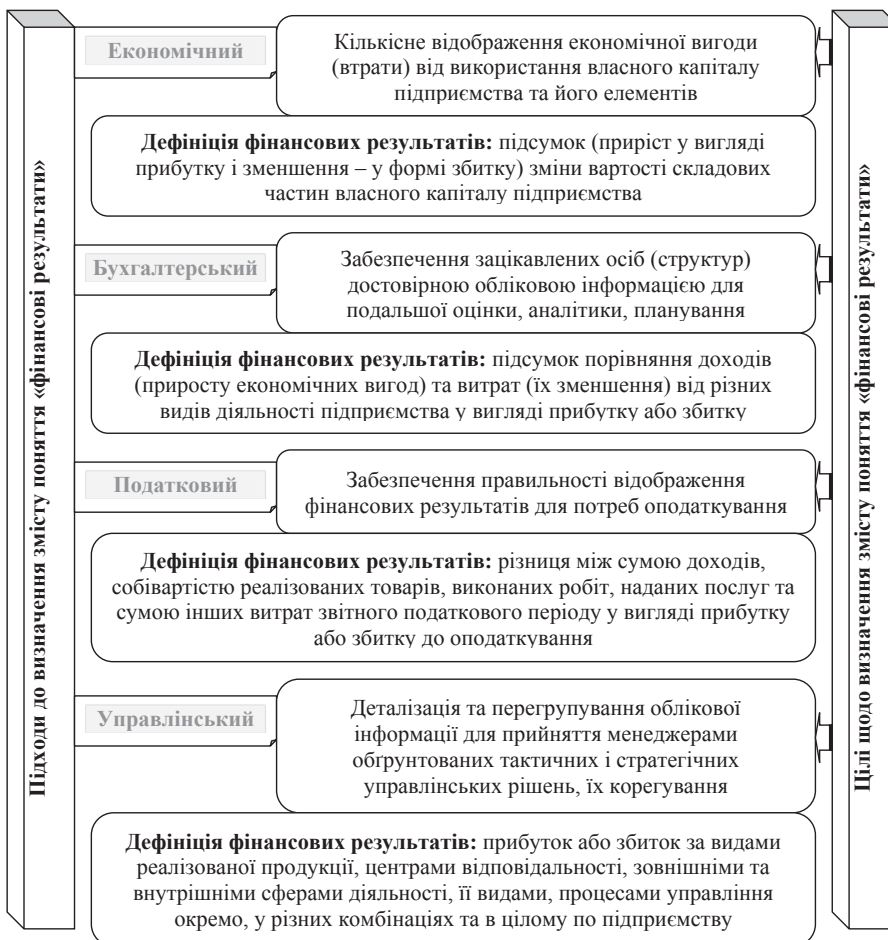 Підходи до визначення змісту поняття «фінансові результати»
Економічний
Кількісне відображення економічної вигоди
(втрати) від використання власного капіталу
підприємства та його елементів
Дефініція фінансових результатів: підсумок (приріст у вигляді
прибутку і зменшення – у формі збитку) зміни вартості складових
частин власного капіталу підприємства
Бухгалтерський
Забезпечення зацікавлених осіб (структур)
достовірною обліковою інформацією для
подальшої оцінки, аналітики, планування
Дефініція фінансових результатів: підсумок порівняння доходів
(приросту економічних вигод) та витрат (їх зменшення) від різних
видів діяльності підприємства у вигляді прибутку або збитку
Податковий
Забезпечення правильності відображення
фінансових результатів для потреб оподаткування
Дефініція фінансових результатів: різниця між сумою доходів,
собівартістю реалізованих товарів, виконаних робіт, наданих послуг та
сумою інших витрат звітного податкового періоду у вигляді прибутку
або збитку до оподаткування
Управлінський
Деталізація та перегрупування облікової
інформації для прийняття менеджерами
обґрунтованих тактичних і стратегічних
управлінських рішень, їх корегування
Дефініція фінансових результатів: прибуток або збиток за видами
реалізованої продукції, центрами відповідальності, зовнішніми та
внутрішніми сферами діяльності, її видами, процесами управління
окремо, у різних комбінаціях та в цілому по підприємству
Цілі щодо визначення змісту поняття «фінансові результати»